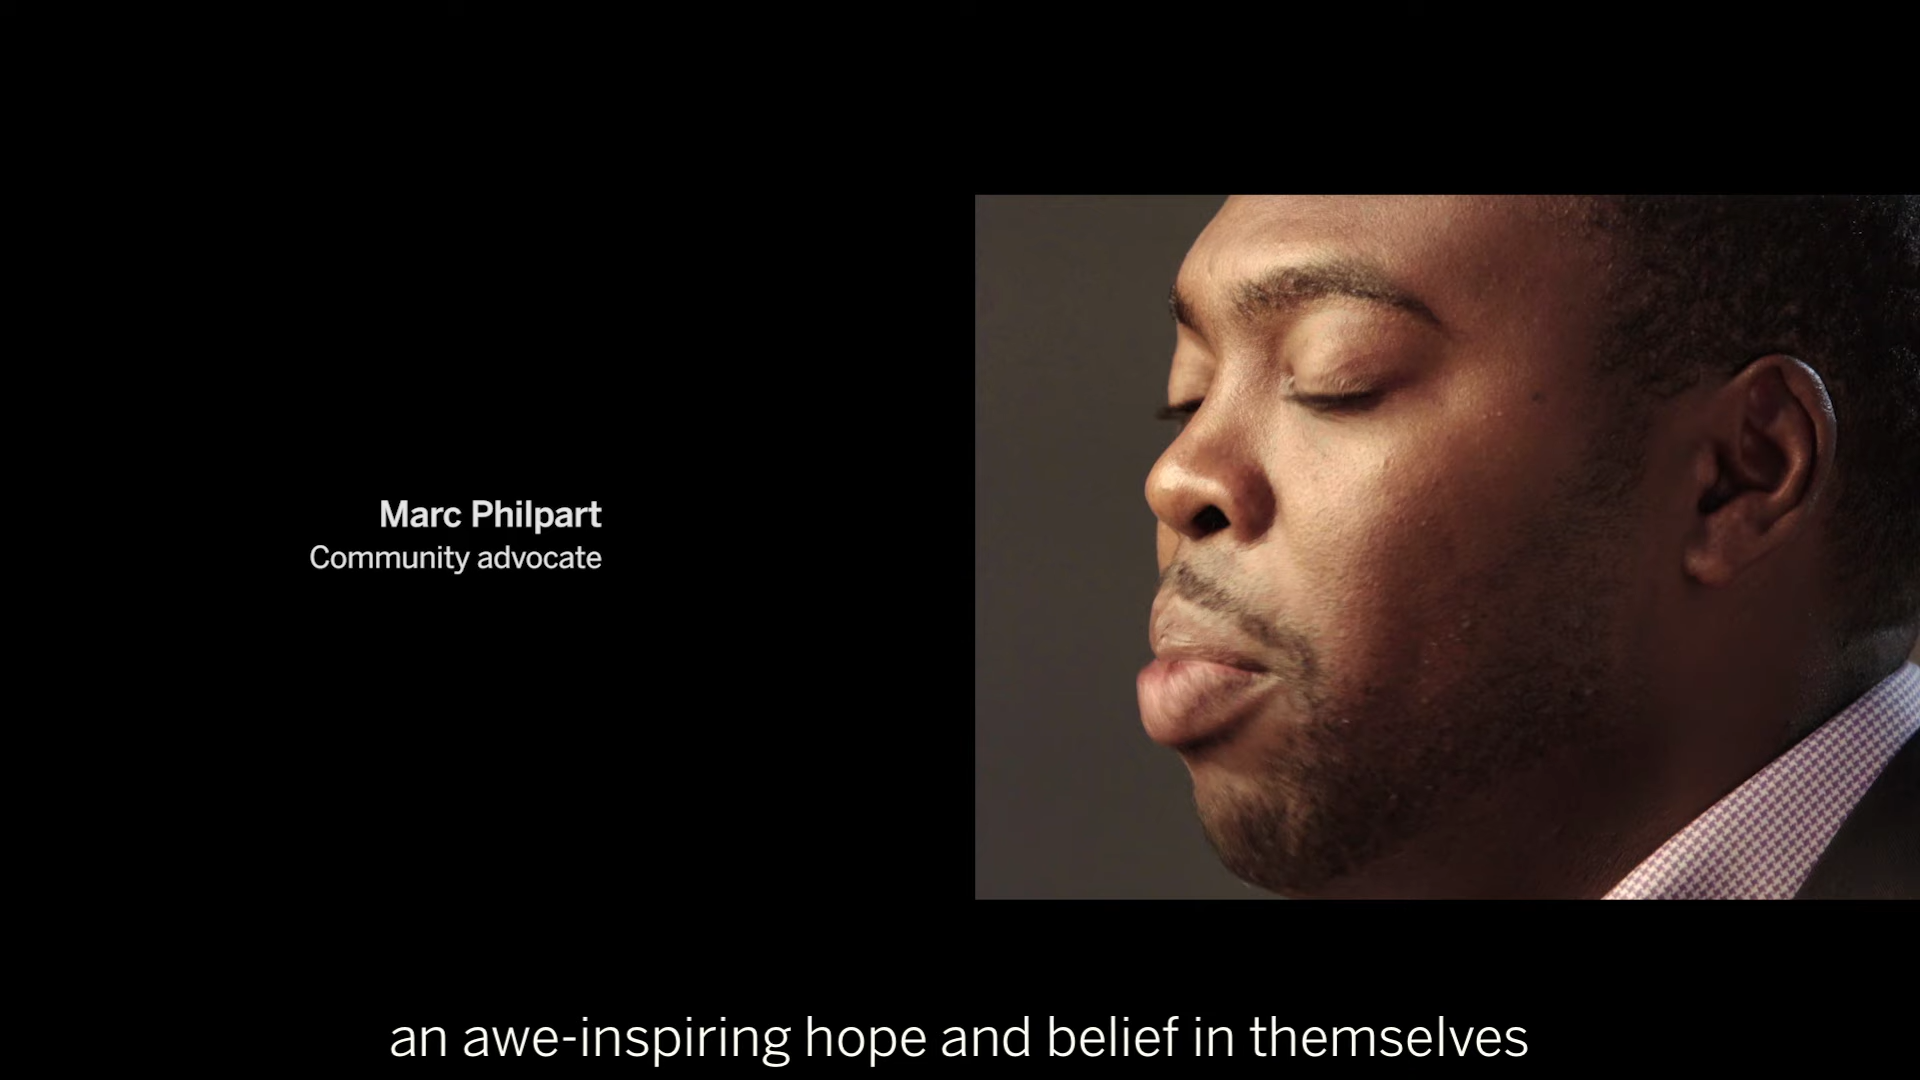 Marc Philpart
Community advocate
an awe-inspiring hope and belief in themselves